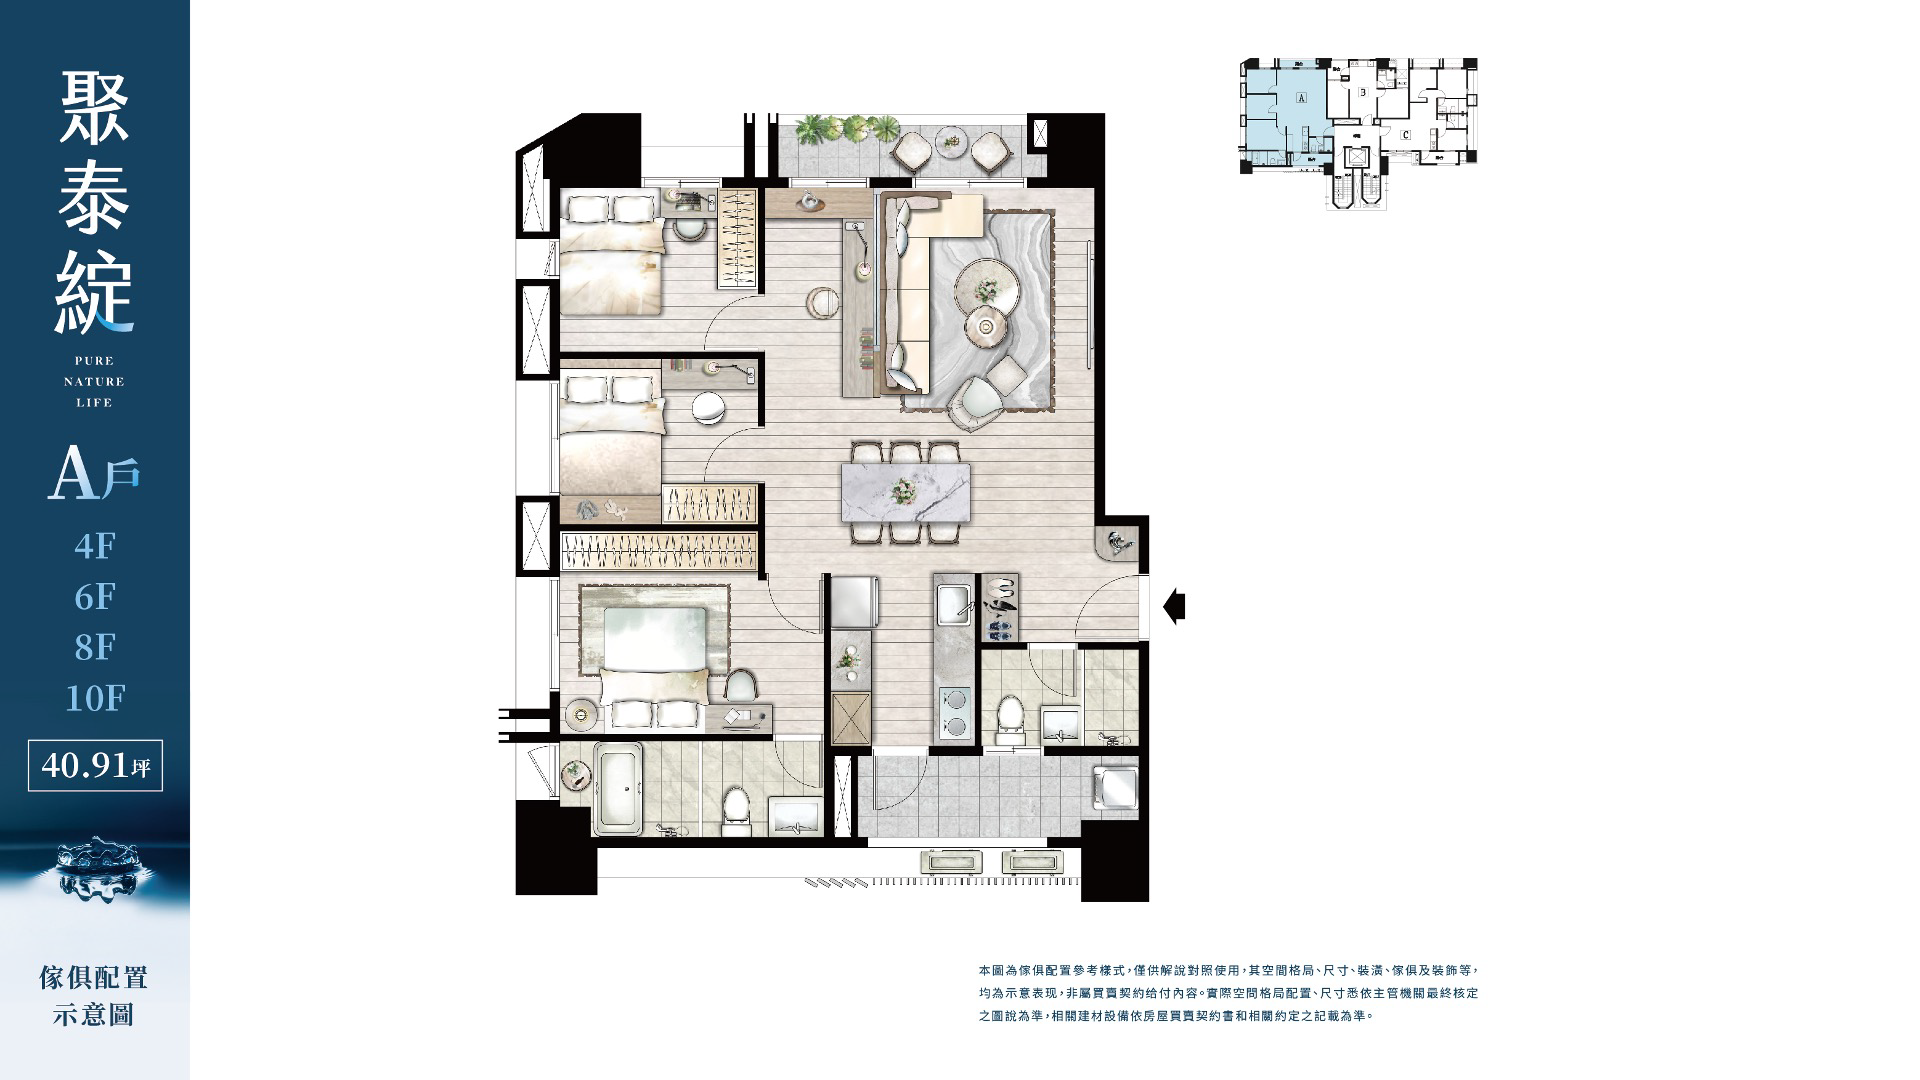 聚泰綻
PURE
NATURE
LIFE
A戶
4F
6F
8F
10F
40.91坪
傢俱配置
示意圖
A
B
C
本圖為傢俱配置參考樣式,僅供解說對照使用,其空間格局、尺寸、裝潢、傢俱及裝飾等,
均為示意表現,非屬買賣契約給付內容。實際空間格局配置、尺寸悉依主管機關最終核定
之圖說為準,相關建材設備依房屋買賣契約書和相關約定之記載為準。